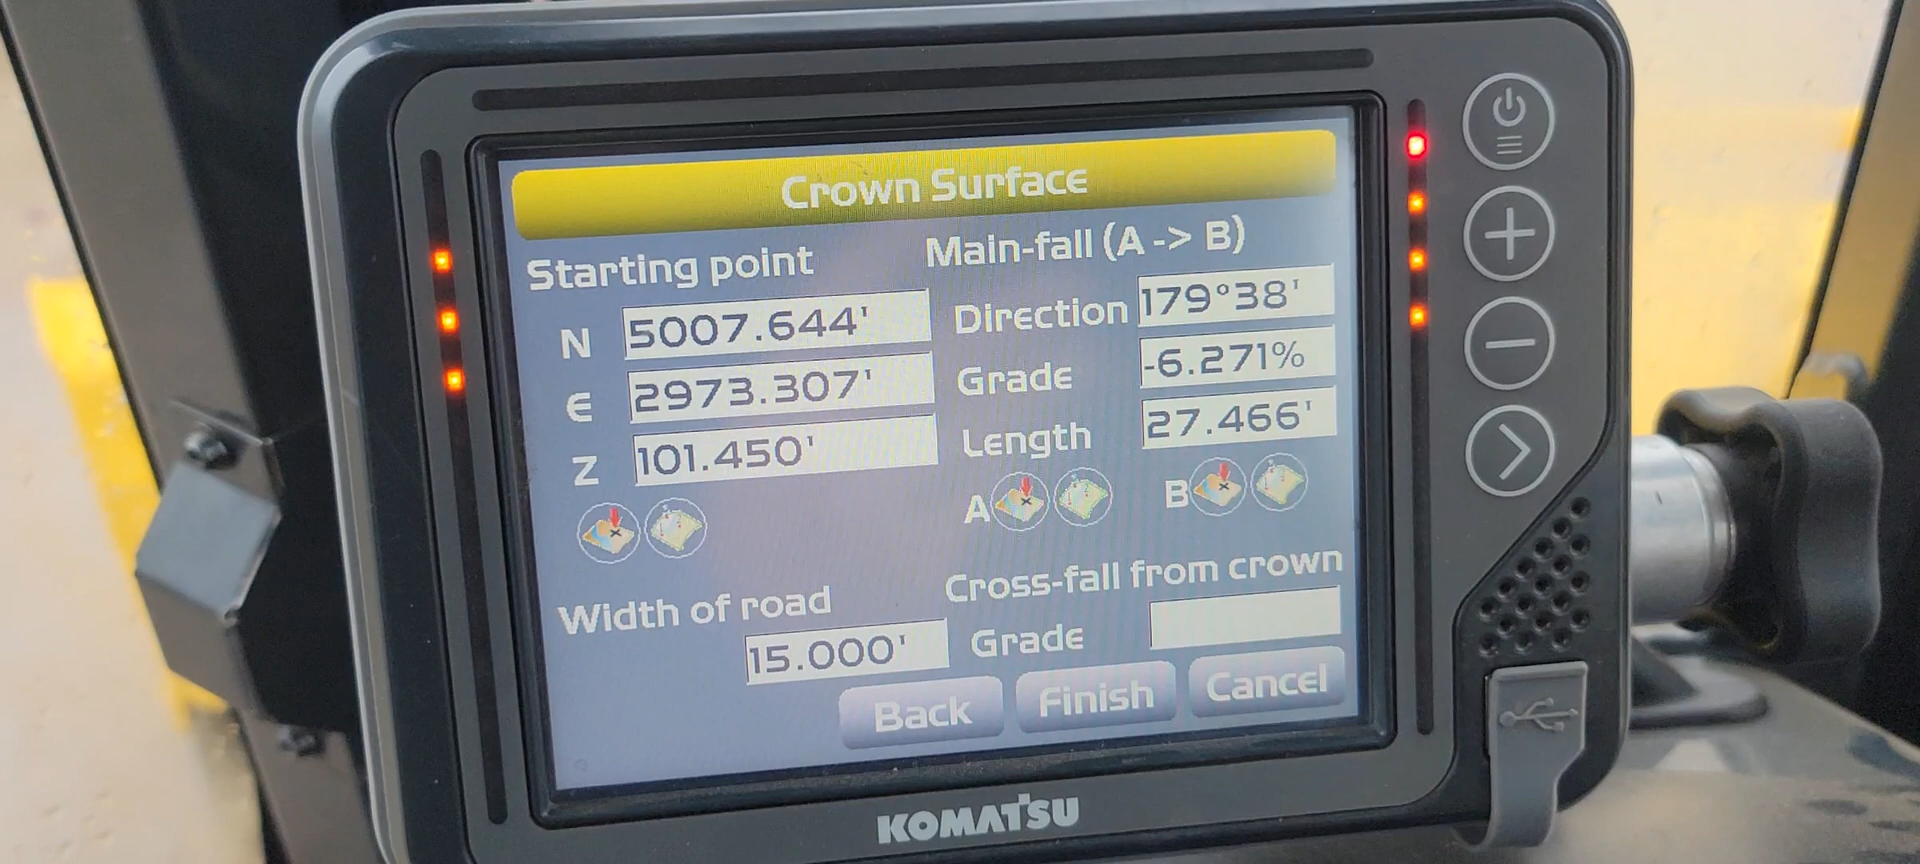 Crown Surface
Starting point
Main-fall (A -> B)
N 5007.644'
Direction 179°38'
E 2973.307'
Grade -6.271%
Z 101.450'
Length 27.466'
A
B
Width of road
15.000'
Cross-fall from crown
Grade
Back
Finish
Cancel
KOMATSU